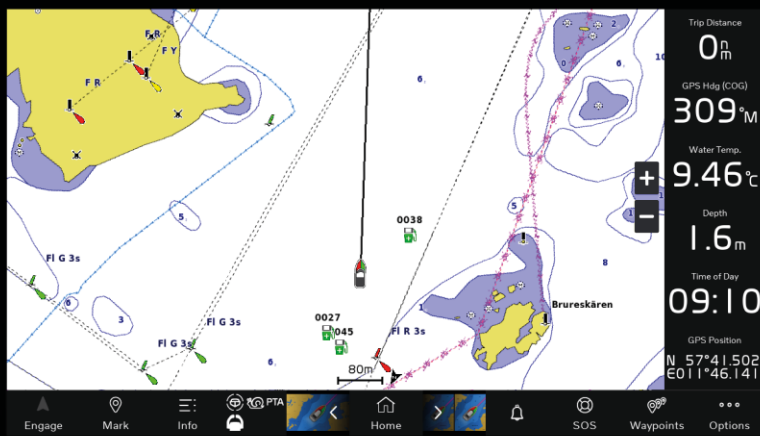 F R
F Y
F R
6
2
0
6
10
5
5
0038
Fl G 3s
8
6
3
0027
045
Fl G 3s
Fl G 3s
Fl R 3s
1
Brureskären
6
80m
Trip Distance
0nm
GPS Hdg (COG)
309°M
Water Temp.
9.46°C
+
−
Depth
1.6m
Time of Day
09:10
GPS Position
N 57°41.502
E011°46.141
Engage
Mark
Info
PTA
Home
SOS
Waypoints
Options